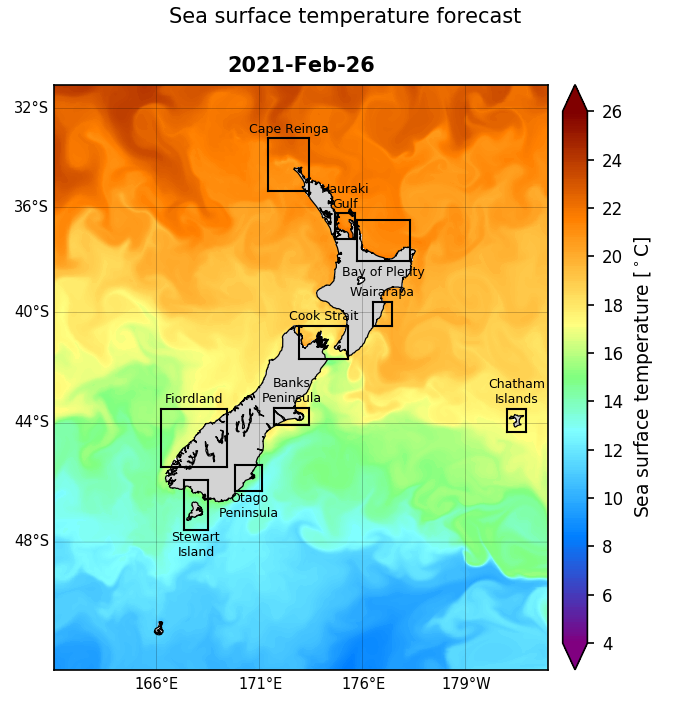 Sea surface temperature forecast
2021-Feb-26
32°S
36°S
40°S
44°S
48°S
166°E
171°E
176°E
179°W
Cape Reinga
Hauraki
Gulf
Bay of Plenty
Wairarapa
Cook Strait
Banks
Peninsula
Fiordland
Chatham
Islands
Otago
Peninsula
Stewart
Island
26
24
22
20
18
16
14
12
10
8
6
4
Sea surface temperature [°C]